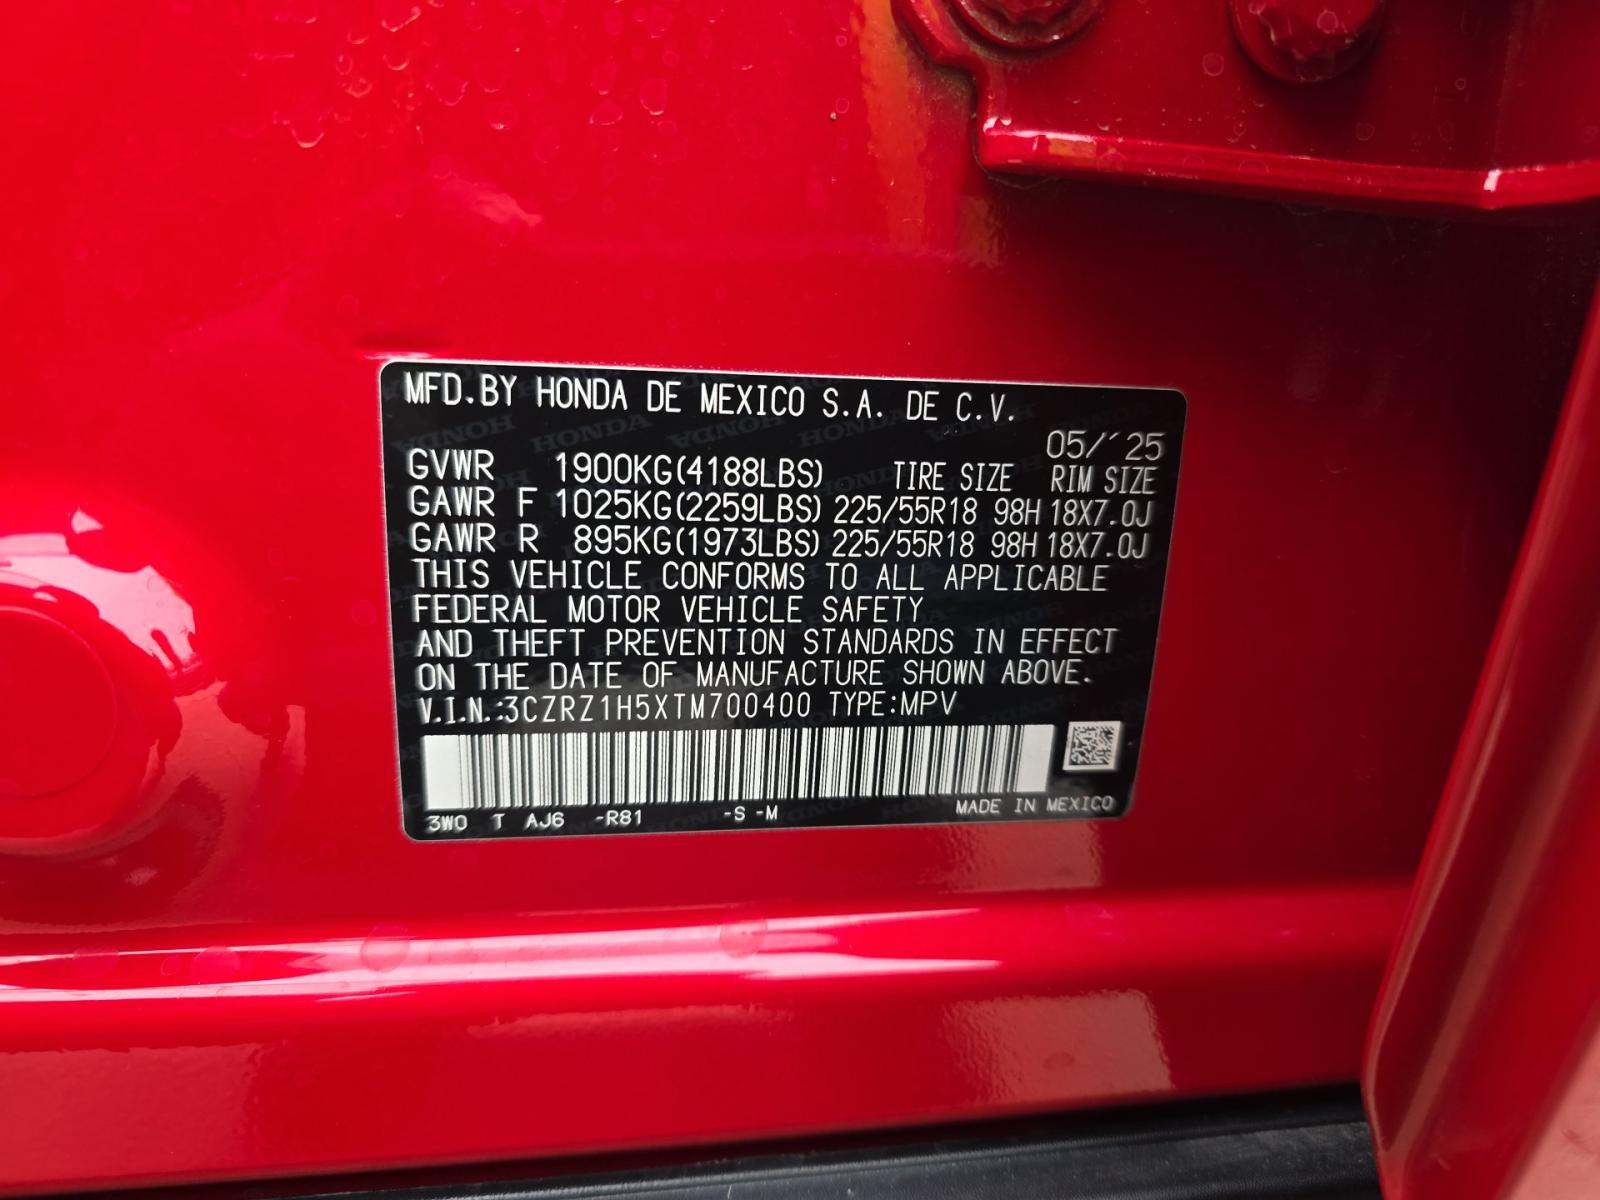 MFD.BY HONDA DE MEXICO S.A. DE C.V.
05/'25
GVWR 1900KG(4188LBS) TIRE SIZE RIM SIZE
GAWR F 1025KG(2259LBS) 225/55R18 98H 18X7.0J
GAWR R 895KG(1973LBS) 225/55R18 98H 18X7.0J
THIS VEHICLE CONFORMS TO ALL APPLICABLE
FEDERAL MOTOR VEHICLE SAFETY
AND THEFT PREVENTION STANDARDS IN EFFECT
ON THE DATE OF MANUFACTURE SHOWN ABOVE.
V.I.N.:3CZRZ1H5XTM700400 TYPE:MPV
3W0 T AJ6 -R81 -S -M MADE IN MEXICO